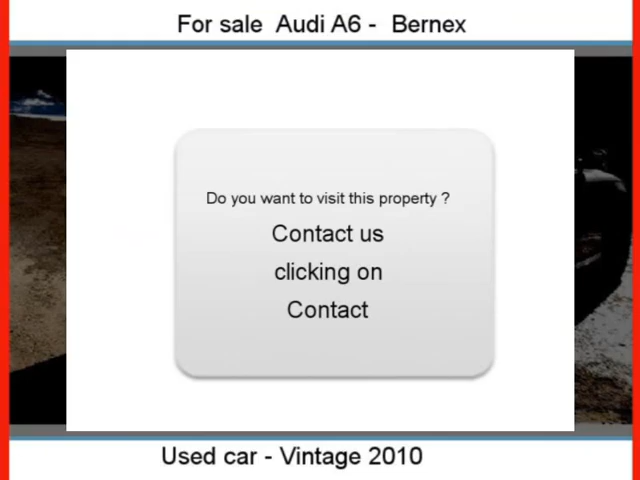 For sale  Audi A6 -  Bernex
Do you want to visit this property ?
Contact us
clicking on
Contact
Used car - Vintage 2010